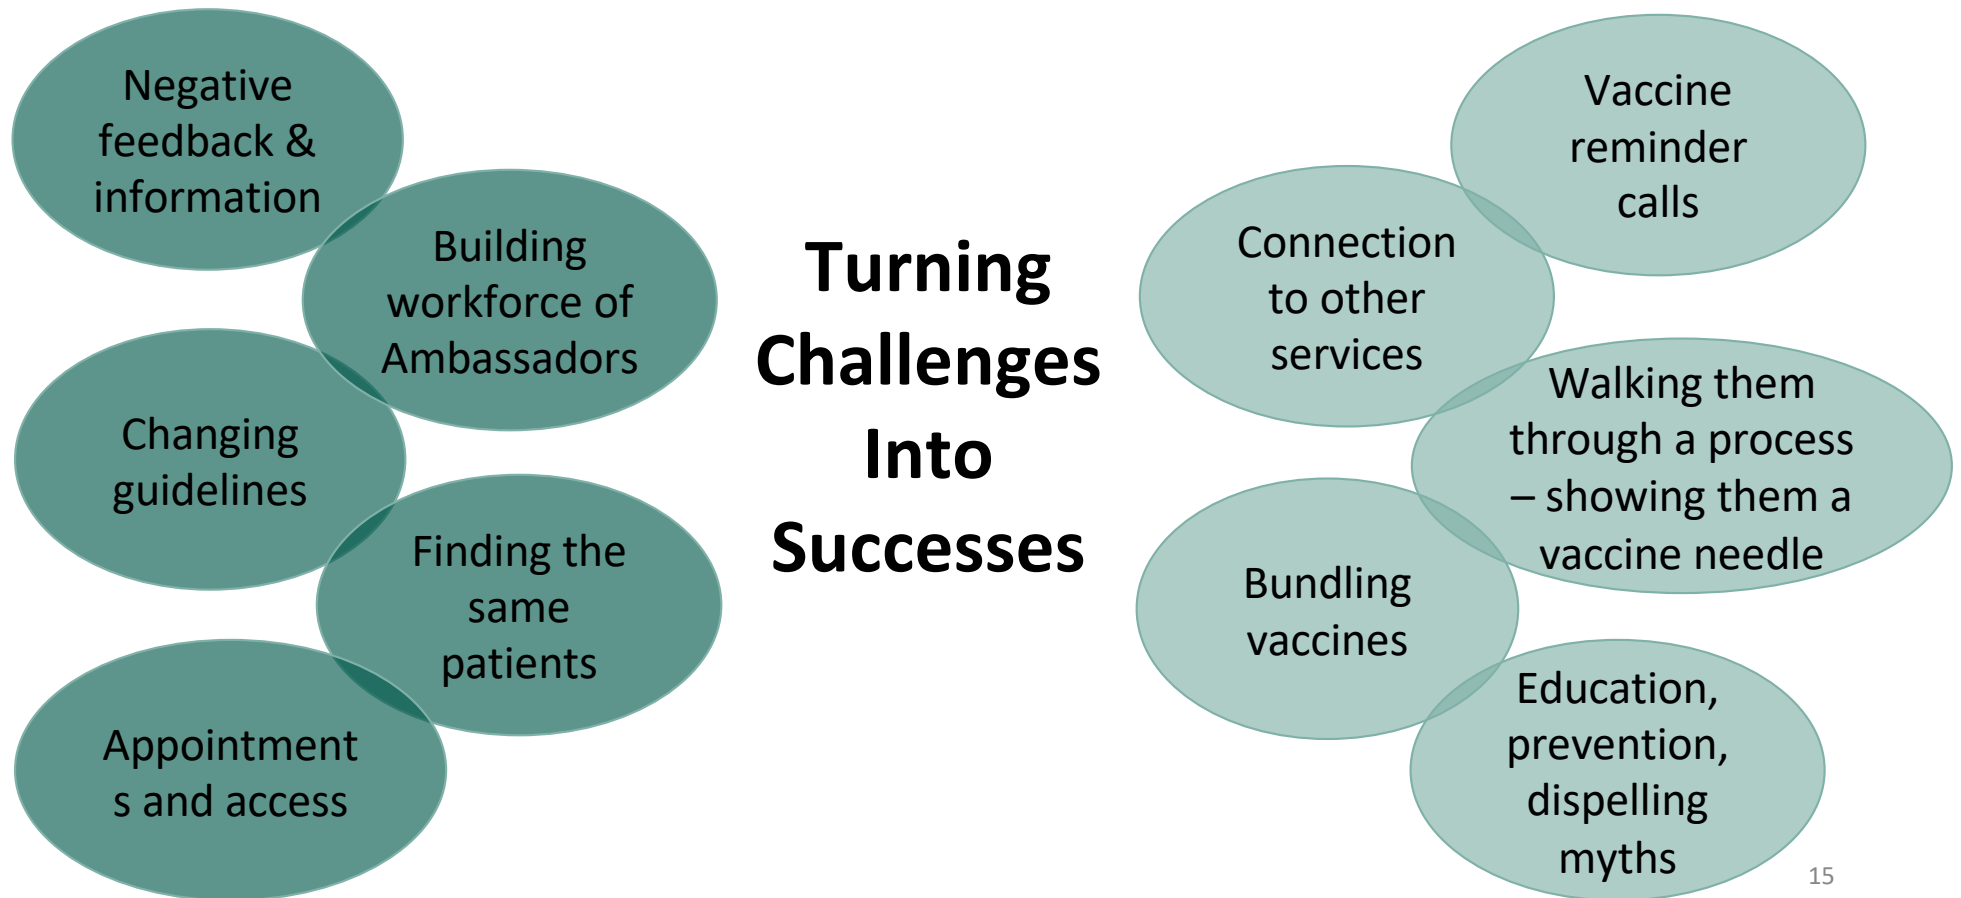 Negative
feedback &
information
Building
workforce of
Ambassadors
Changing
guidelines
Finding the
same
patients
Appointment
s and access
Turning
Challenges
Into
Successes
Vaccine
reminder
calls
Connection
to other
services
Walking them
through a process
– showing them a
vaccine needle
Bundling
vaccines
Education,
prevention,
dispelling
myths
15